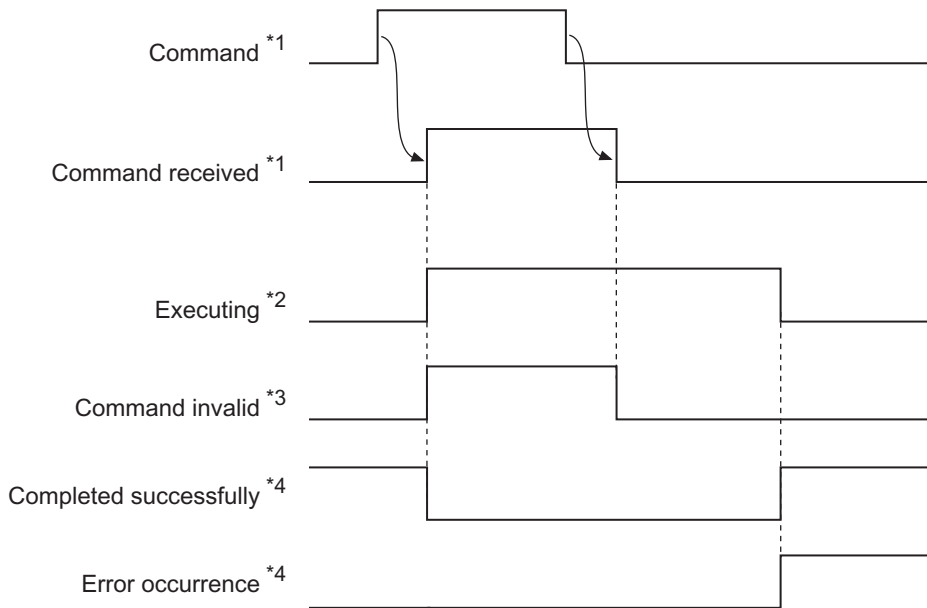 Command *1
Command received *1
Executing *2
Command invalid *3
Completed successfully *4
Error occurrence *4